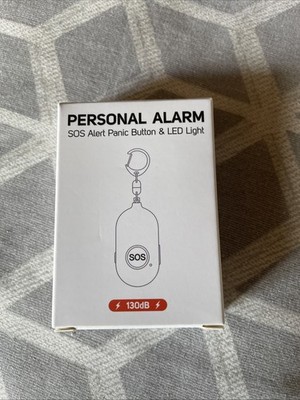 PERSONAL ALARM
SOS Alert Panic Button & LED Light
SOS
130dB